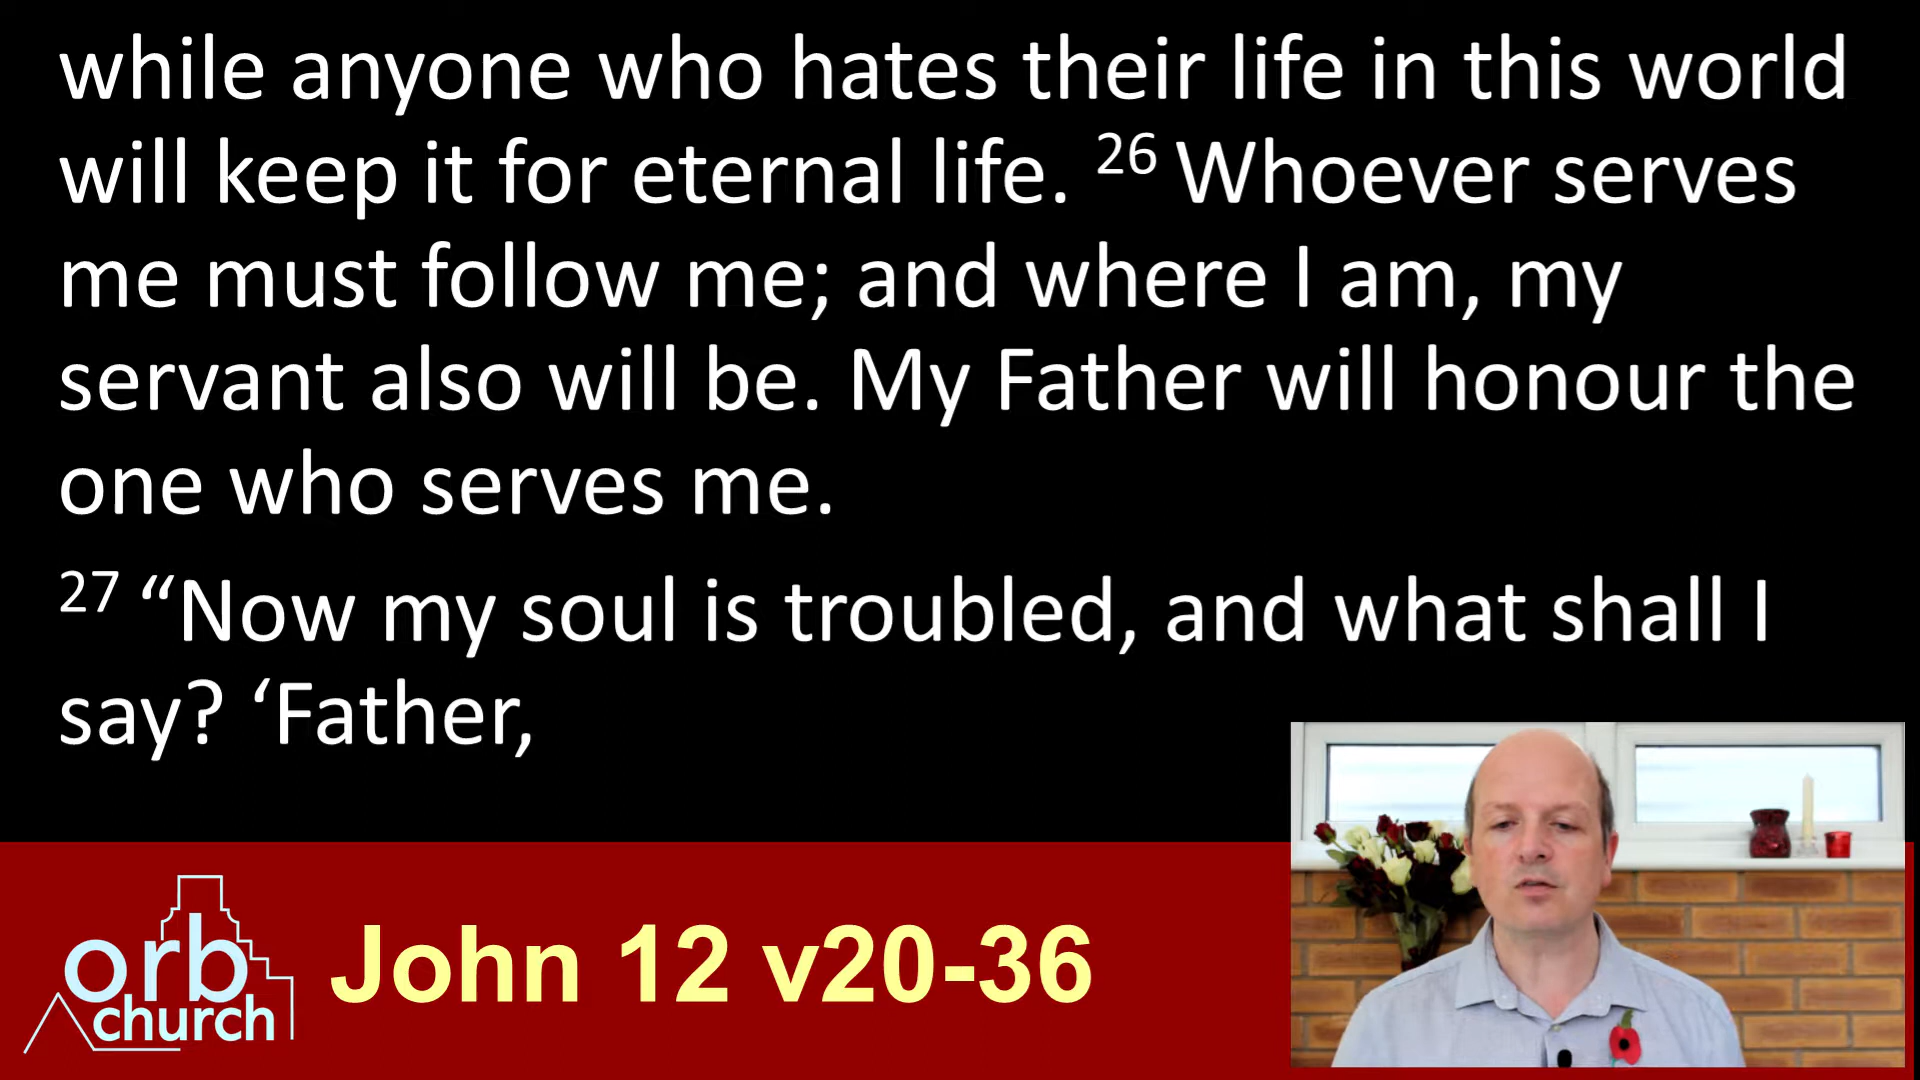 while anyone who hates their life in this world
will keep it for eternal life. 26 Whoever serves
me must follow me; and where I am, my
servant also will be. My Father will honour the
one who serves me.
27 “Now my soul is troubled, and what shall I
say? ‘Father,
orb
church
John 12 v20-36